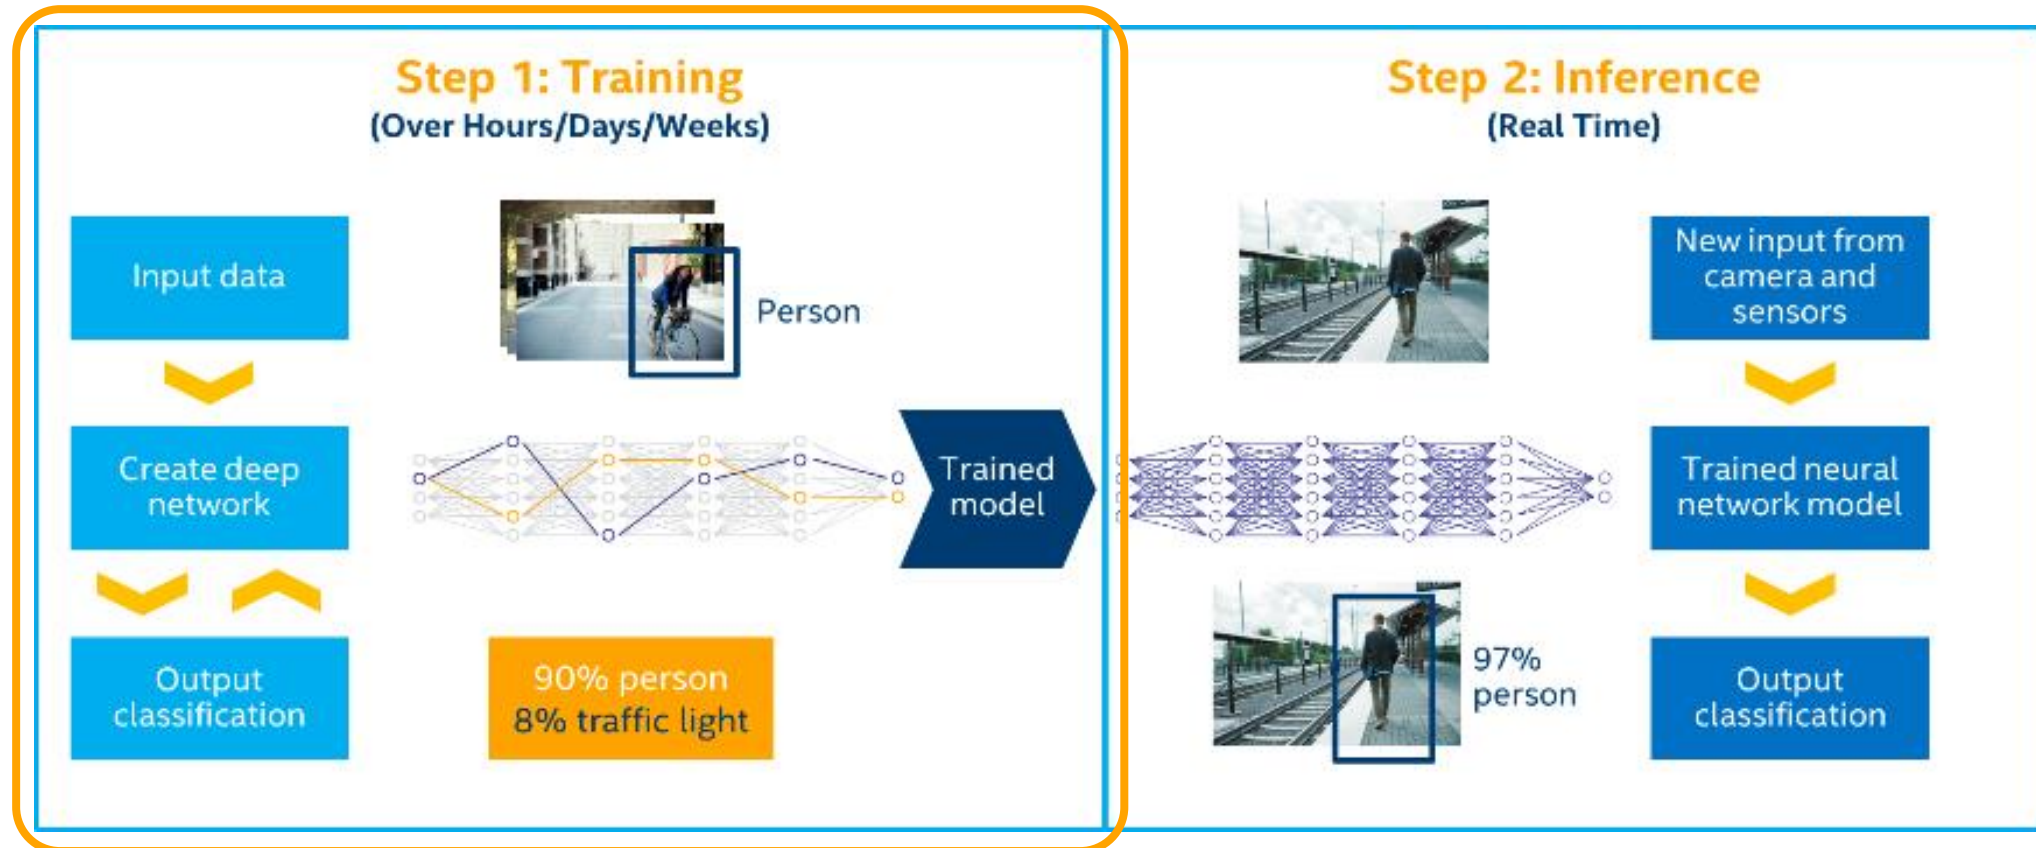 Step 1: Training
(Over Hours/Days/Weeks)
Input data
Person
Create deep
network
Trained
model
Output
classification
90% person
8% traffic light
Step 2: Inference
(Real Time)
New input from
camera and
sensors
Trained neural
network model
97%
person
Output
classification